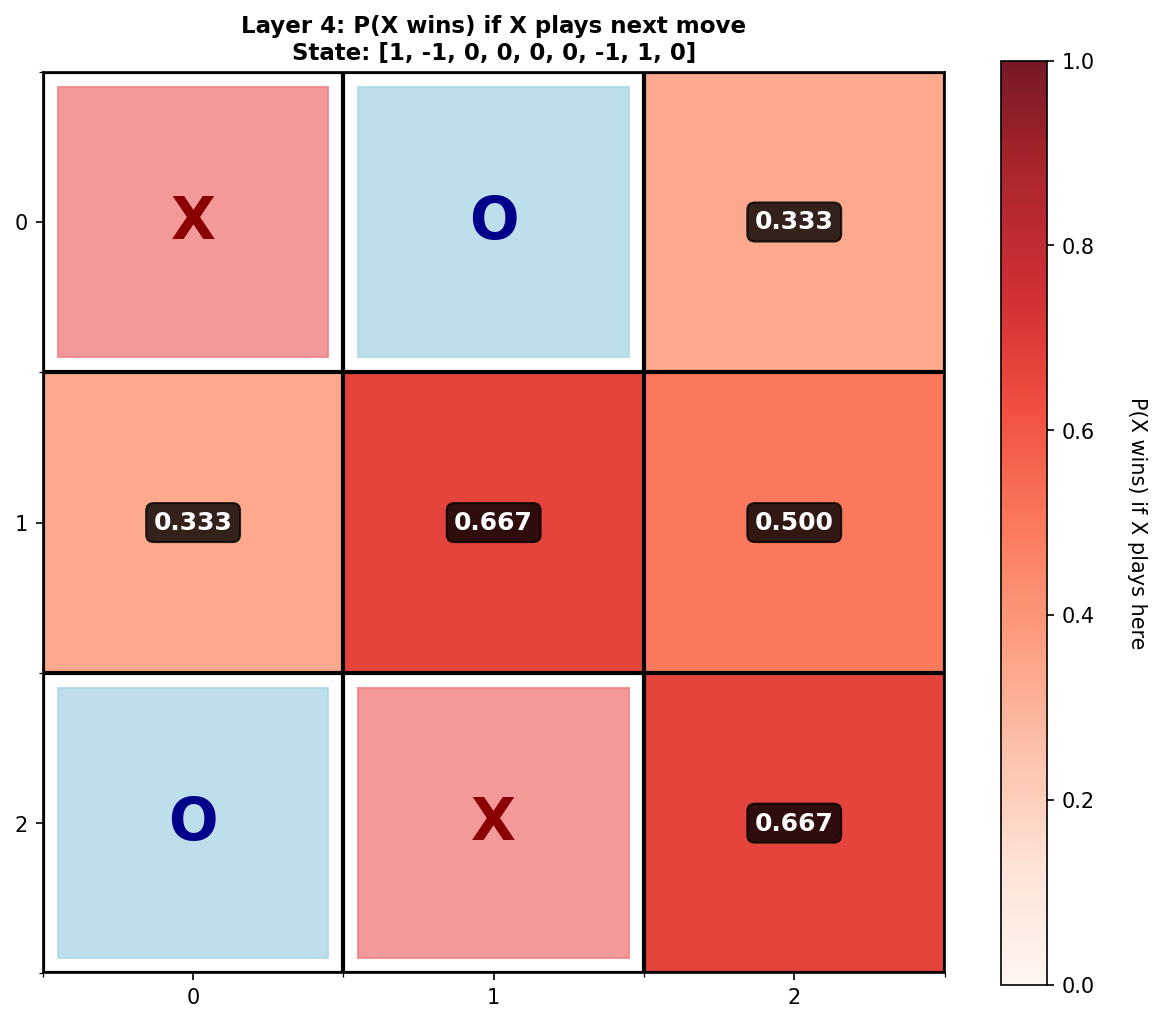 Layer 4: P(X wins) if X plays next move
State: [1, -1, 0, 0, 0, 0, -1, 1, 0]
X
O
0.333
0.333
0.667
0.500
O
X
0.667
0
1
2
0
1
2
1.0
0.8
0.6
0.4
0.2
0.0
P(X wins) if X plays here